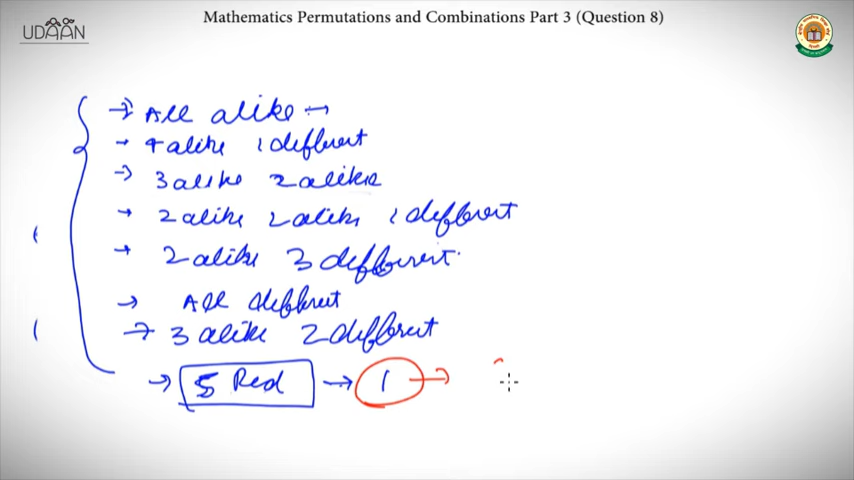 Mathematics Permutations and Combinations Part 3 (Question 8)
UDAAN
→ All alike →
→ 4 alike 1 different
→ 3 alike 2 alike
→ 2 alike 2 alike 1 different
→ 2 alike 3 different.
→ All different
→ 3 alike 2 different
→ 5 Red → 1 →